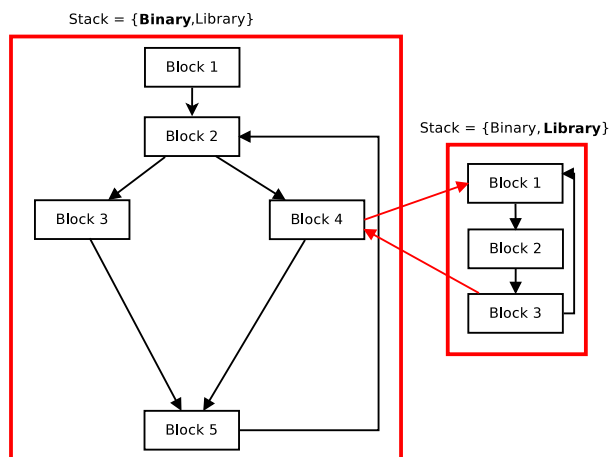 Stack = {Binary,Library}
Block 1
Block 2
Block 3
Block 4
Block 5
Stack = {Binary, Library}
Block 1
Block 2
Block 3